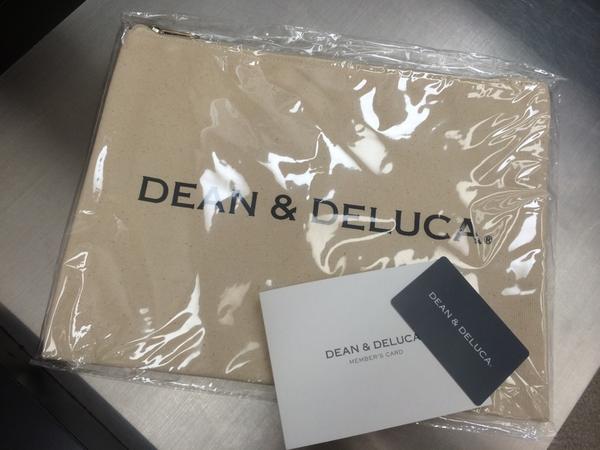 DEAN & DELUCA®
DEAN & DELUCA
MEMBER'S CARD
DEAN & DELUCA